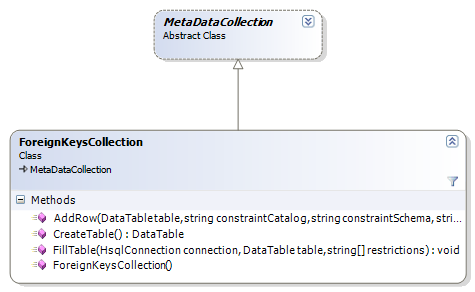 MetaDataCollection
Abstract Class
ForeignKeysCollection
Class
MetaDataCollection
Methods
AddRow(DataTable table,string constraintCatalog,string constraintSchema, stri...
CreateTable() : DataTable
FillTable(HsqlConnection connection, DataTable table,string[] restrictions) : void
ForeignKeysCollection()